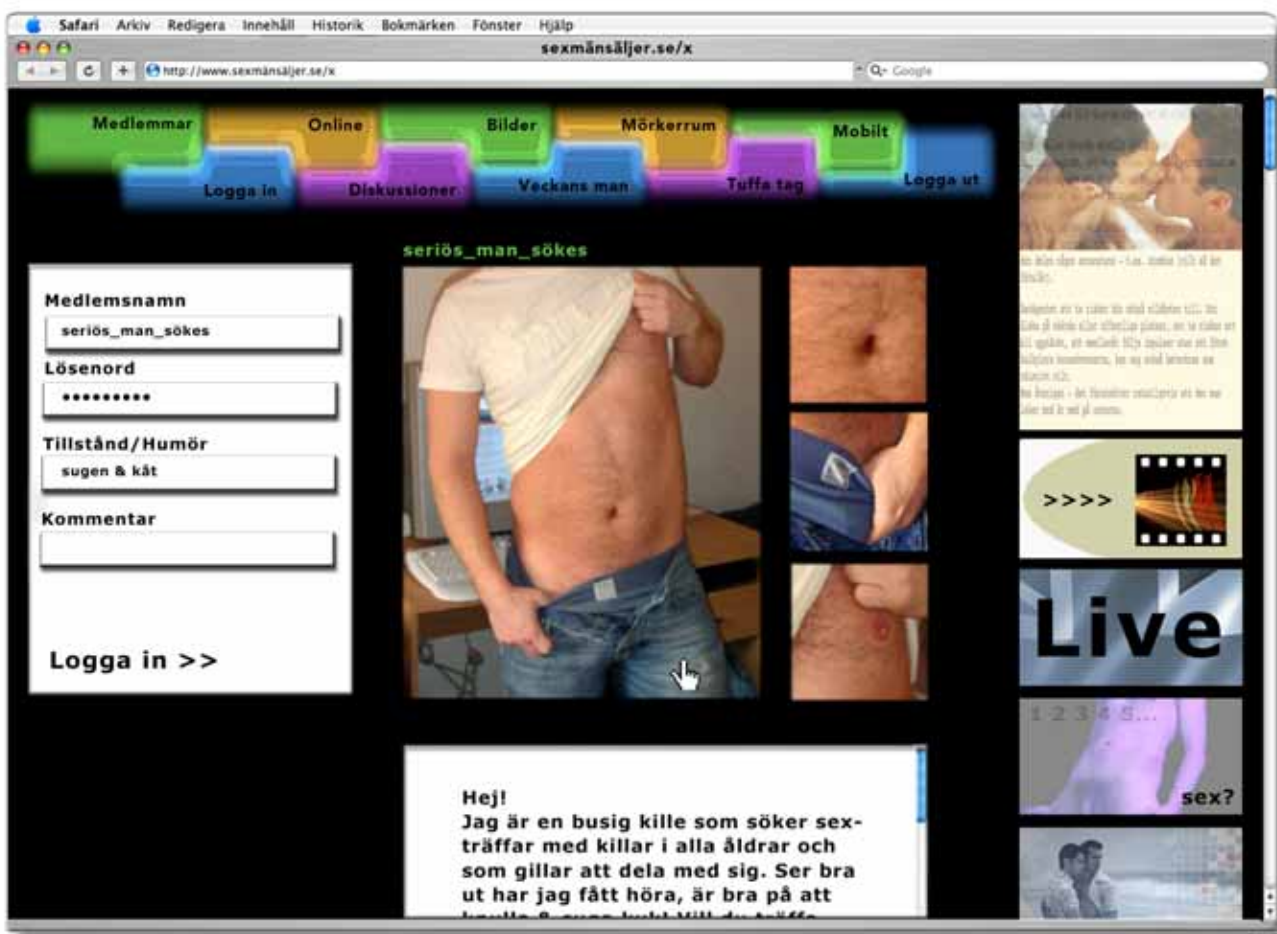 Safari Arkiv Redigera Innehåll Historik Bokmärken Fönster Hjälp
sexmånsäljer.se/x
http://www.sexmånsäljer.se/x
Google
Medlemmar Online Bilder Mörkerrum Mobilt
Logga in Diskussioner Veckans man Tuffa tag Logga ut
seriös_man_sökes
Medlemsnamn
seriös_man_sökes
Lösenord
•••••••••
Tillstånd/Humör
sugen & kåt
Kommentar
Logga in >>
Hej!
Jag är en busig kille som söker sex-
träffar med killar i alla åldrar och
som gillar att dela med sig. Ser bra
ut har jag fått höra, är bra på att
>>>>
Live
1 2 3 4 5...
sex?